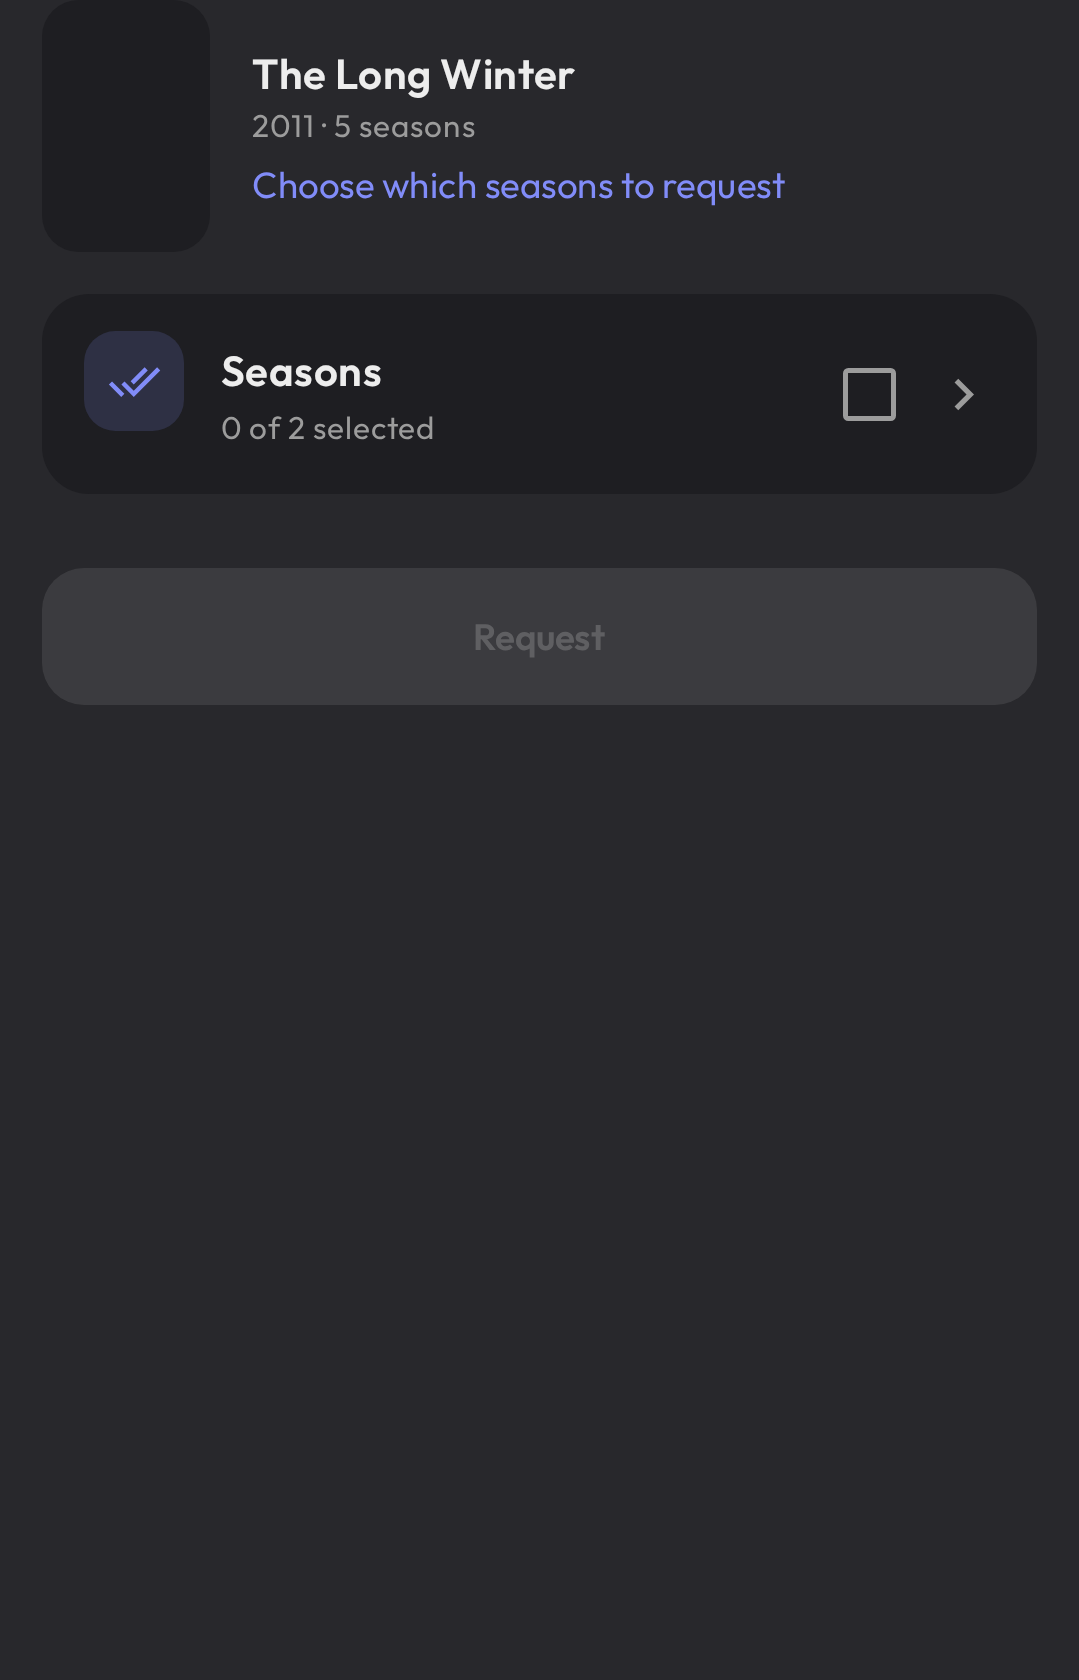 The Long Winter
2011 · 5 seasons
Choose which seasons to request
Seasons
0 of 2 selected
Request